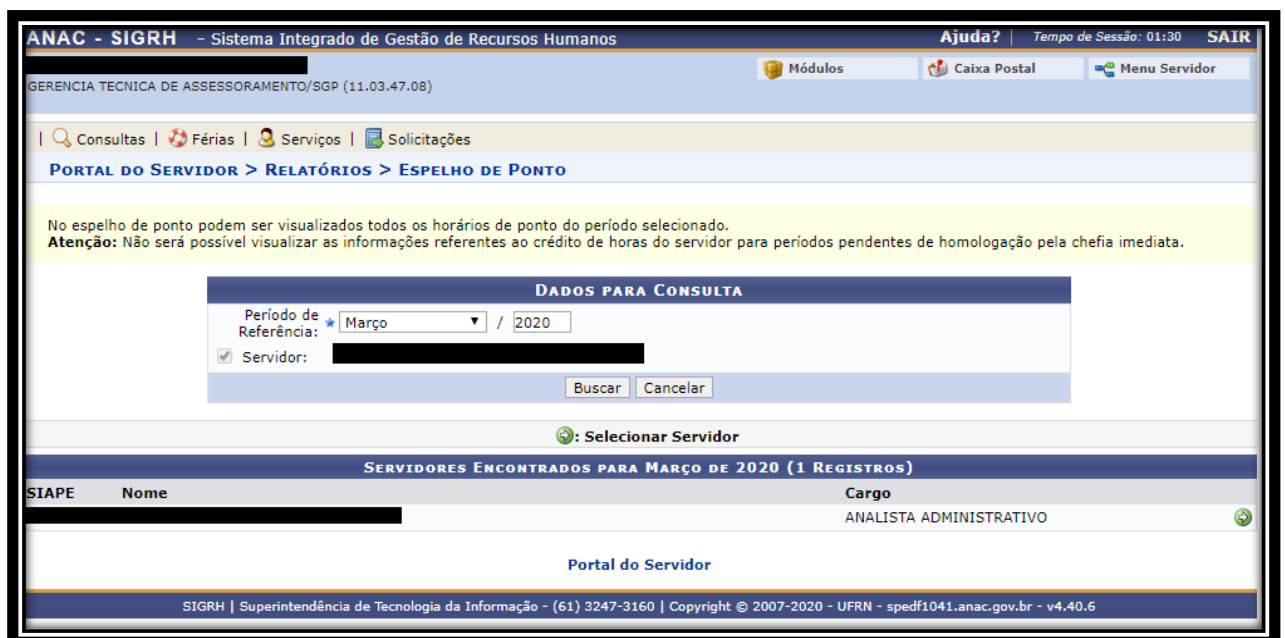 ANAC - SIGRH - Sistema Integrado de Gestão de Recursos Humanos Ajuda? | Tempo de Sessão: 01:30 SAIR
Módulos Caixa Postal Menu Servidor
GERENCIA TECNICA DE ASSESSORAMENTO/SGP (11.03.47.08)
| Consultas | Férias | Serviços | Solicitações
PORTAL DO SERVIDOR > RELATÓRIOS > ESPELHO DE PONTO
No espelho de ponto podem ser visualizados todos os horários de ponto do período selecionado.
Atenção: Não será possível visualizar as informações referentes ao crédito de horas do servidor para períodos pendentes de homologação pela chefia imediata.
DADOS PARA CONSULTA
Período de
Referência: Março / 2020
Servidor:
Buscar Cancelar
: Selecionar Servidor
SERVIDORES ENCONTRADOS PARA MARÇO DE 2020 (1 REGISTROS)
SIAPE Nome Cargo
ANALISTA ADMINISTRATIVO
Portal do Servidor
SIGRH | Superintendência de Tecnologia da Informação - (61) 3247-3160 | Copyright © 2007-2020 - UFRN - spedf1041.anac.gov.br - v4.40.6